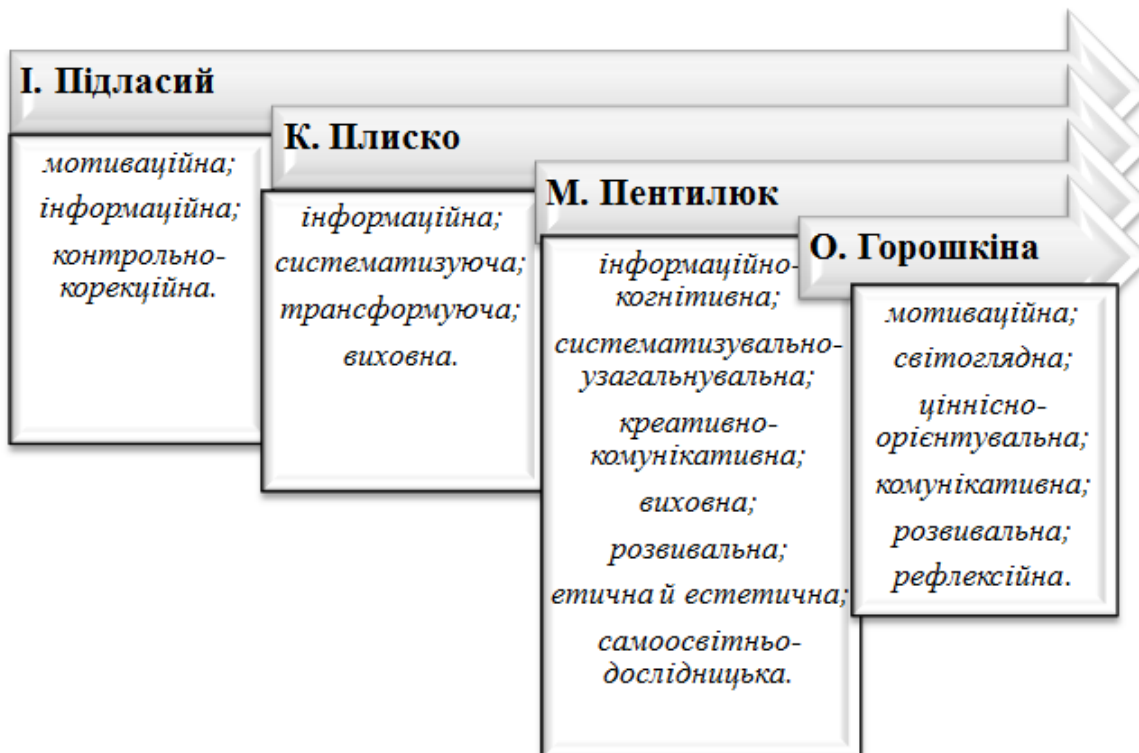 І. Підласий
мотиваційна;
інформаційна;
контрольно-
корекційна.
К. Плиско
інформаційна;
систематизуюча;
трансформуюча;
виховна.
М. Пентилюк
інформаційно-
когнітивна;
систематизувально-
узагальнувальна;
креативно-
комунікативна;
виховна;
розвивальна;
етична й естетична;
самоосвітньо-
дослідницька.
О. Горошкіна
мотиваційна;
світоглядна;
ціннісно-
орієнтувальна;
комунікативна;
розвивальна;
рефлексійна.